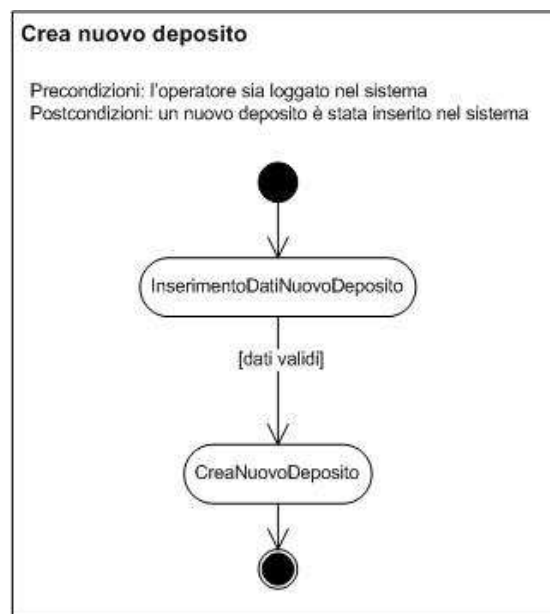 Crea nuovo deposito
Precondizioni: l'operatore sia loggato nel sistema
Postcondizioni: un nuovo deposito è stata inserito nel sistema
InserimentoDatiNuovoDeposito
[dati validi]
CreaNuovoDeposito